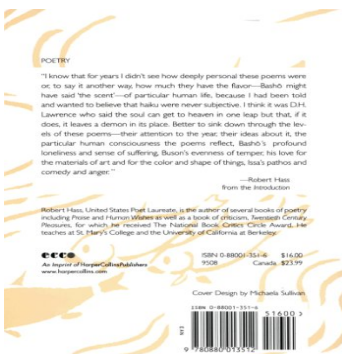 POETRY
"I know that for years I didn't see how deeply personal these poems were
or, to say it another way, how much they have the flavor—Bashō might
have said 'the scent'—of particular human life, because I had been told
and wanted to believe that haiku were never subjective. I think it was D.H.
Lawrence who said the soul can get to heaven in one leap but that, if it
does, it leaves a demon in its place. Better to sink down through the lev-
els of these poems—their attention to the year, their ideas about it, the
particular human consciousness the poems reflect, Bashō's profound
loneliness and sense of suffering, Buson's evenness of temper, his love for
the materials of art and for the color and shape of things, Issa's pathos and
comedy and anger."
—Robert Hass
from the Introduction
Robert Hass, United States Poet Laureate, is the author of several books of poetry
including Praise and Human Wishes as well as a book of criticism, Twentieth Century
Pleasures, for which he received The National Book Critics Circle Award. He
teaches at St. Mary's College and the University of California at Berkeley.
ecco
An Imprint of HarperCollinsPublishers
www.harpercollins.com
ISBN 0-88001-351-6 $16.00
9508 Canada $23.99
Cover Design by Michaela Sullivan
ISBN 0-88001-351-6
51600>
9 780880 013512